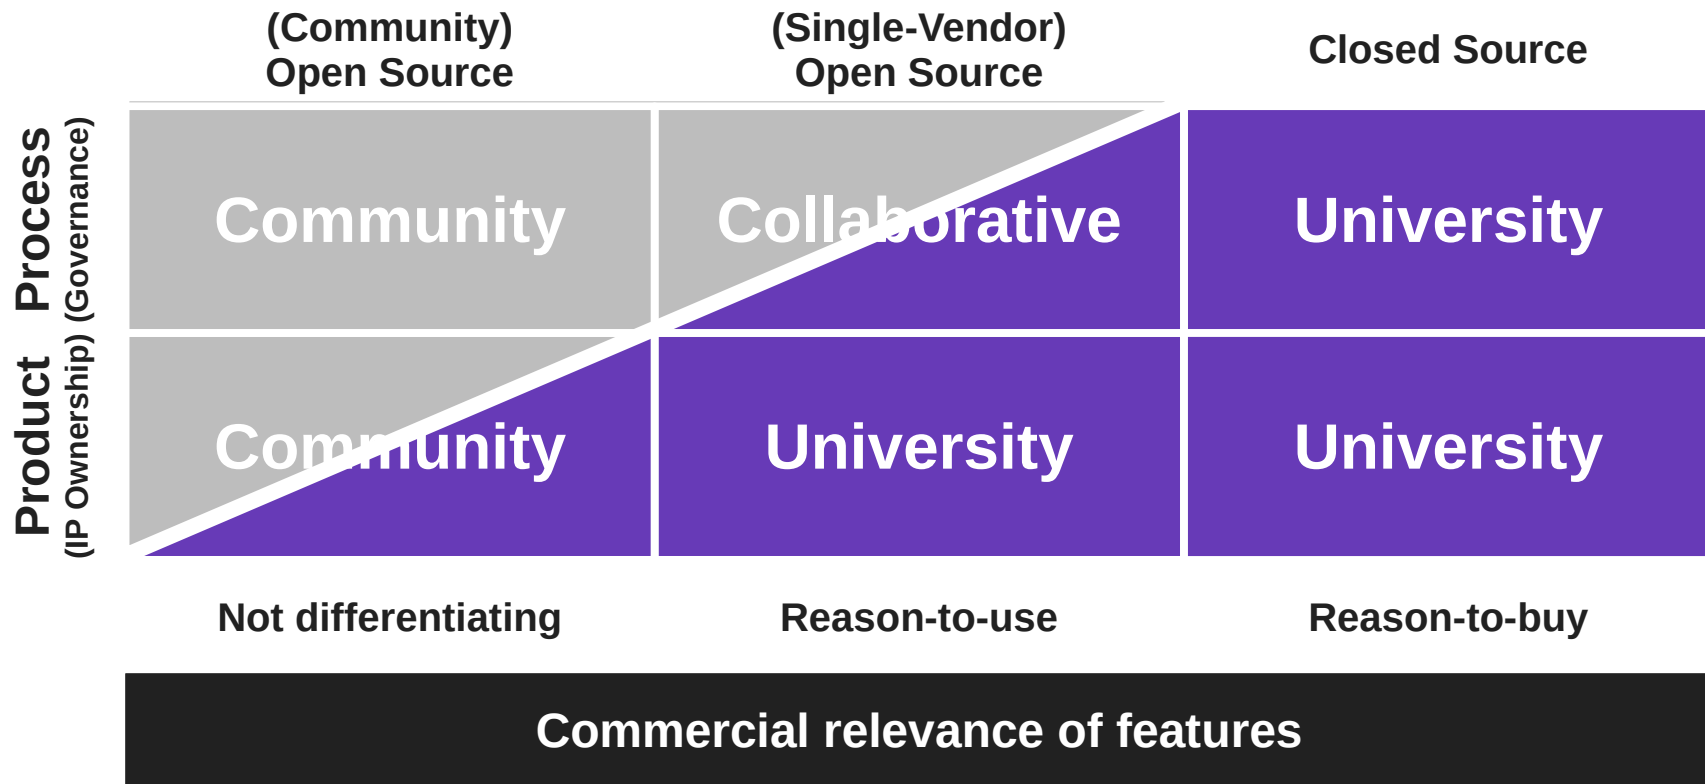 (Community)
Open Source
(Single-Vendor)
Open Source
Closed Source
Process
(Governance)
Community
Collaborative
University
Product
(IP Ownership)
Community
University
University
Not differentiating
Reason-to-use
Reason-to-buy
Commercial relevance of features